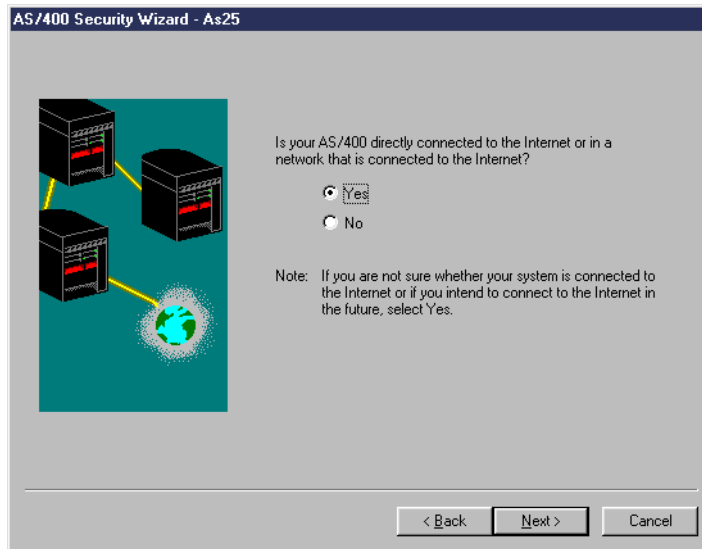 AS/400 Security Wizard - As25
Is your AS/400 directly connected to the Internet or in a
network that is connected to the Internet?
Yes
No
Note: If you are not sure whether your system is connected to
the Internet or if you intend to connect to the Internet in
the future, select Yes.
< Back
Next >
Cancel